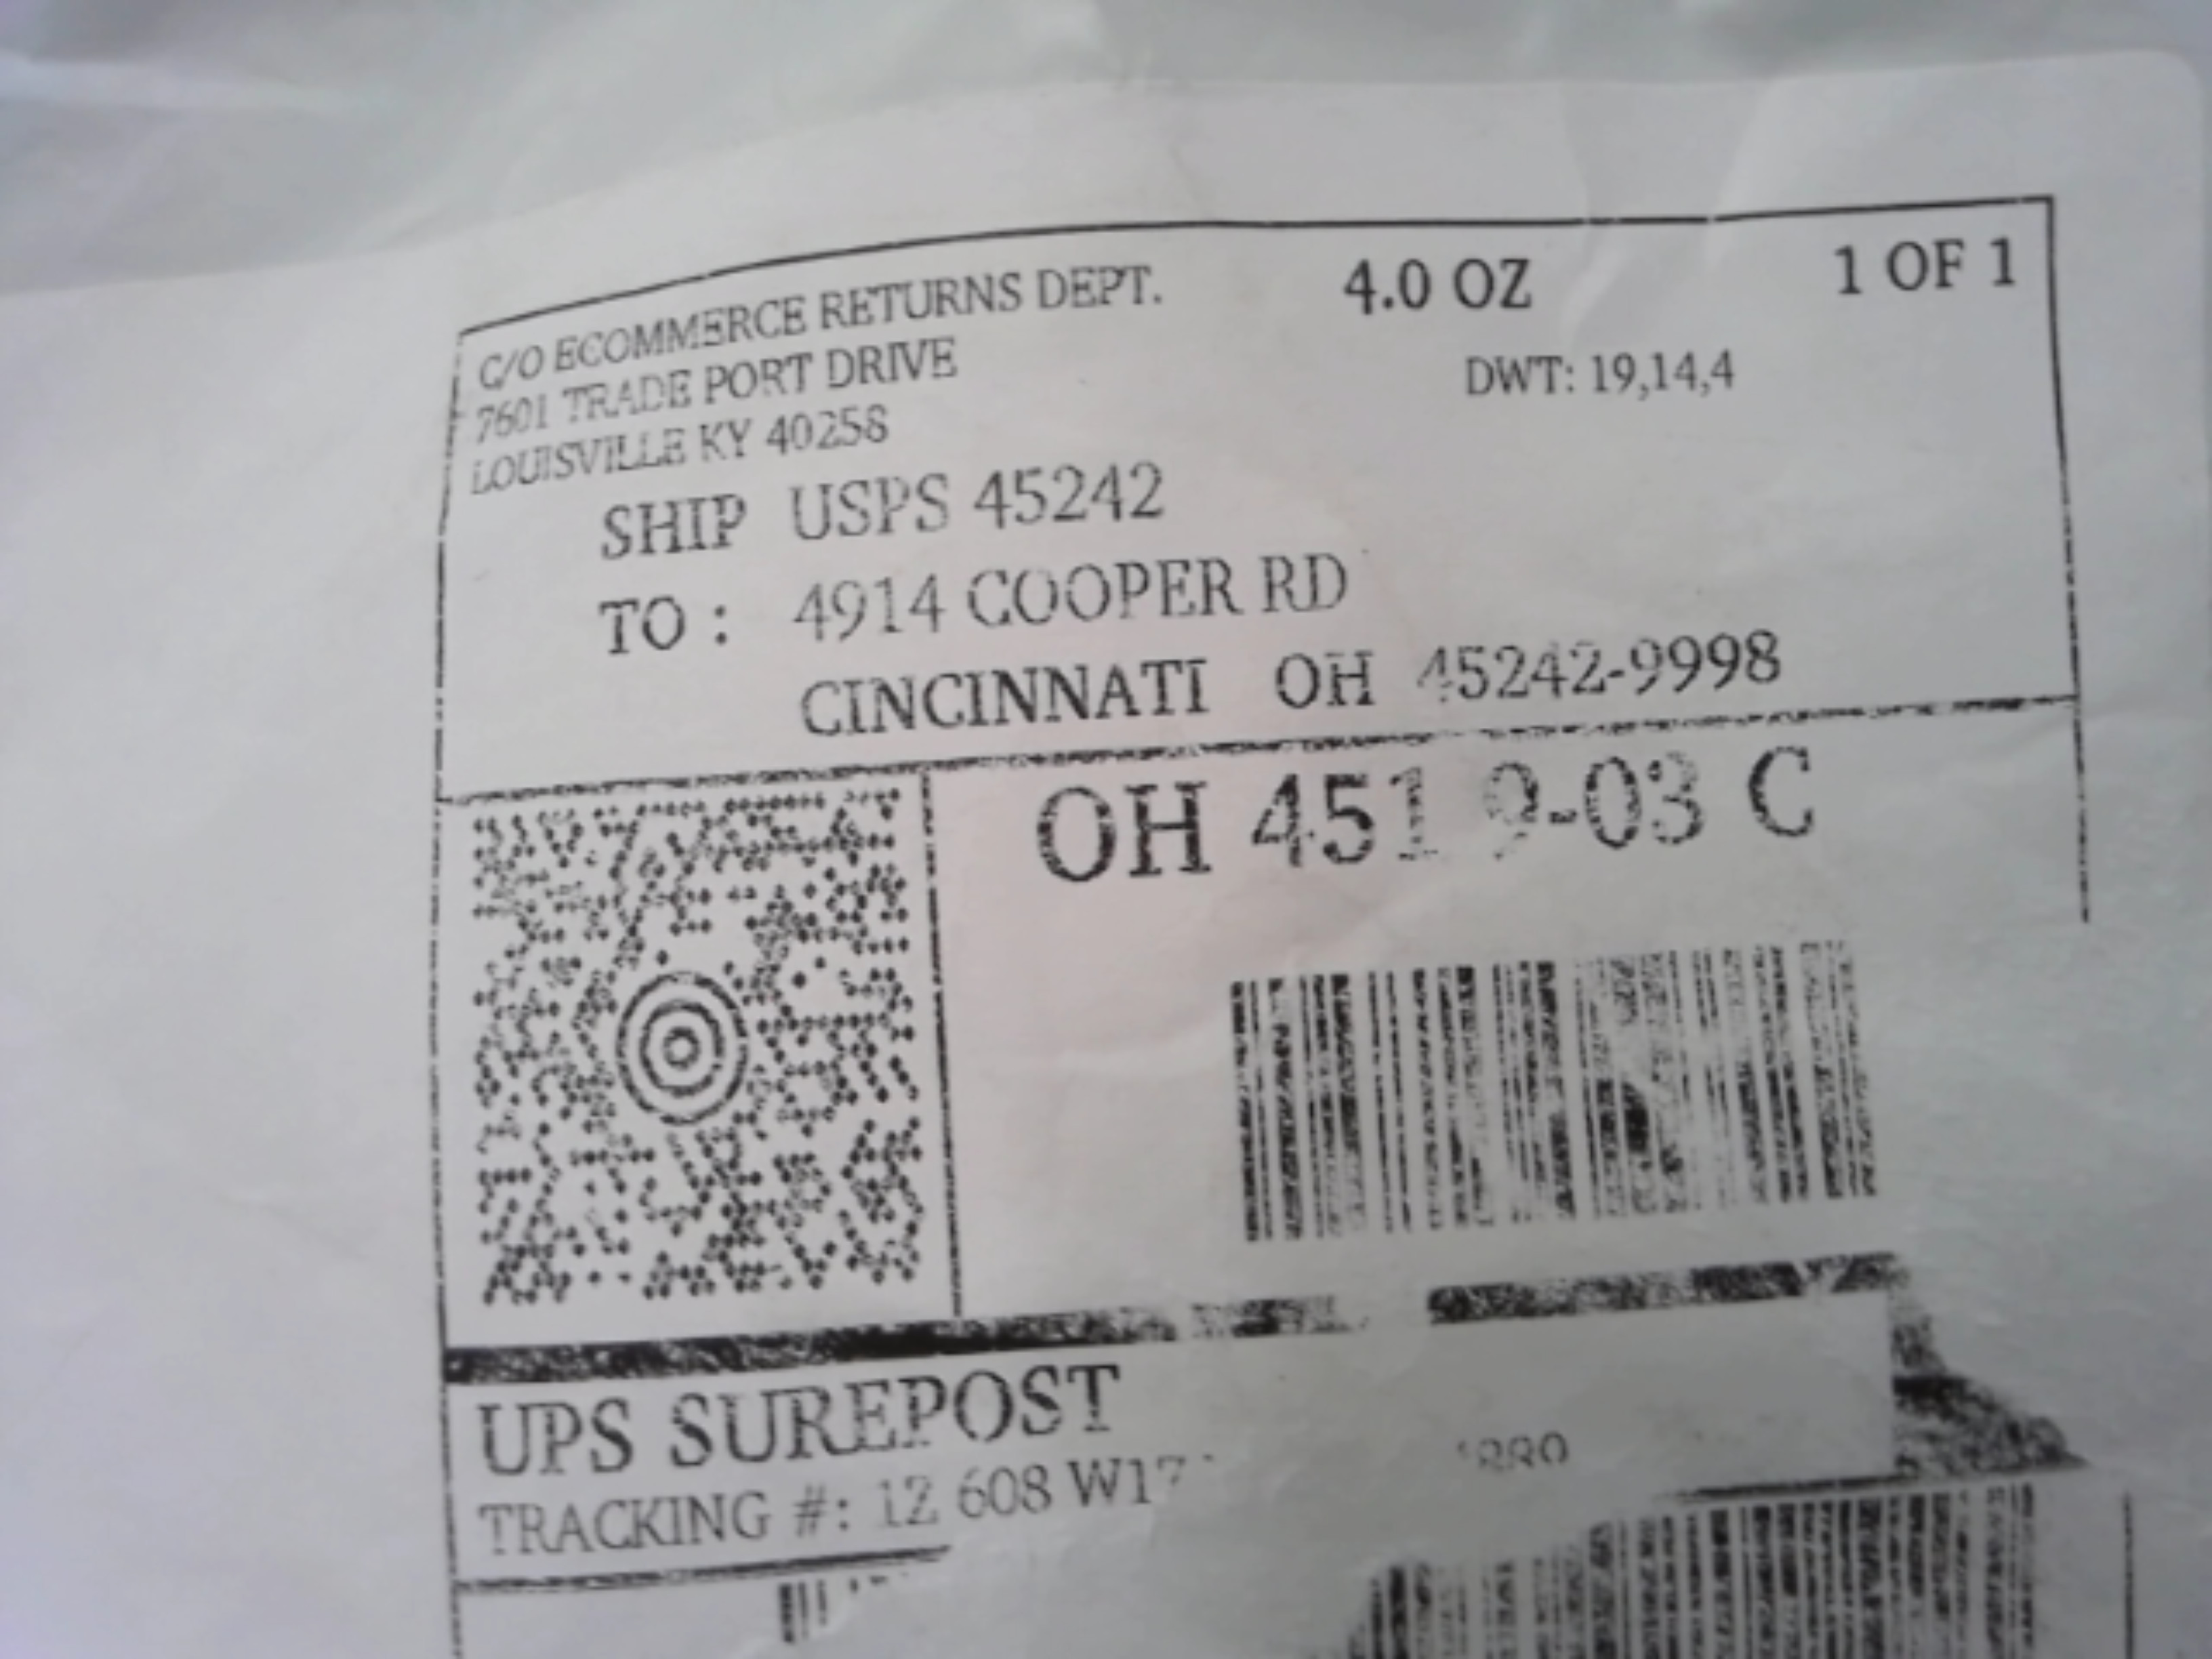 C/O ECOMMERCE RETURNS DEPT.
7601 TRADE PORT DRIVE
LOUISVILLE KY 40258
4.0 OZ
1 OF 1
DWT: 19,14,4
SHIP USPS 45242
TO : 4914 COOPER RD
CINCINNATI OH 45242-9998
OH 451 9-03 C
UPS SUREPOST
TRACKING #: 1Z 608